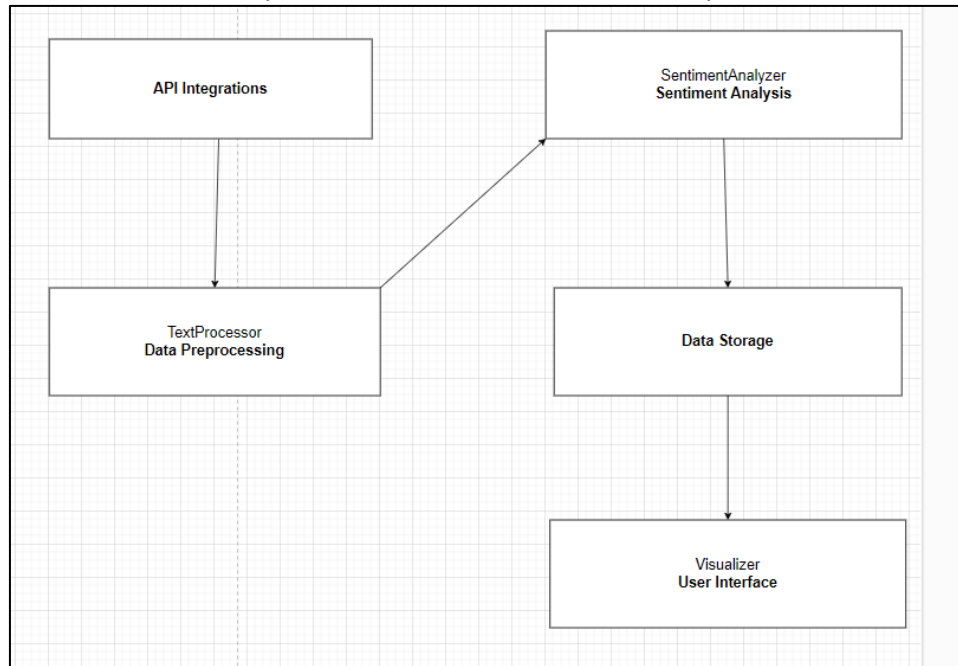 API Integrations
SentimentAnalyzer
Sentiment Analysis
TextProcessor
Data Preprocessing
Data Storage
Visualizer
User Interface